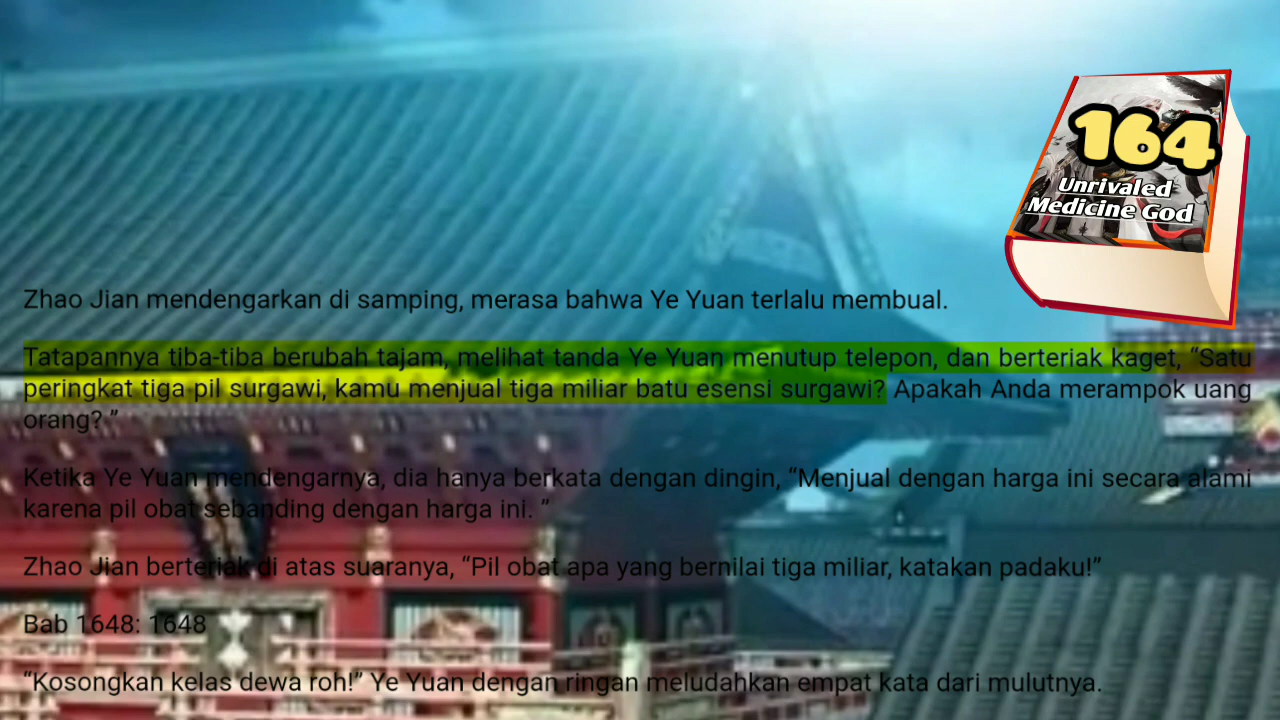 164
Unrivaled
Medicine God
Zhao Jian mendengarkan di samping, merasa bahwa Ye Yuan terlalu membual.
Tatapannya tiba-tiba berubah tajam, melihat tanda Ye Yuan menutup telepon, dan berteriak kaget, “Satu
peringkat tiga pil surgawi, kamu menjual tiga miliar batu esensi surgawi? Apakah Anda merampok uang
orang? ”
Ketika Ye Yuan mendengarnya, dia hanya berkata dengan dingin, “Menjual dengan harga ini secara alami
karena pil obat sebanding dengan harga ini. ”
Zhao Jian berteriak di atas suaranya, “Pil obat apa yang bernilai tiga miliar, katakan padaku!”
Bab 1648: 1648
“Kosongkan kelas dewa roh!” Ye Yuan dengan ringan meludahkan empat kata dari mulutnya.